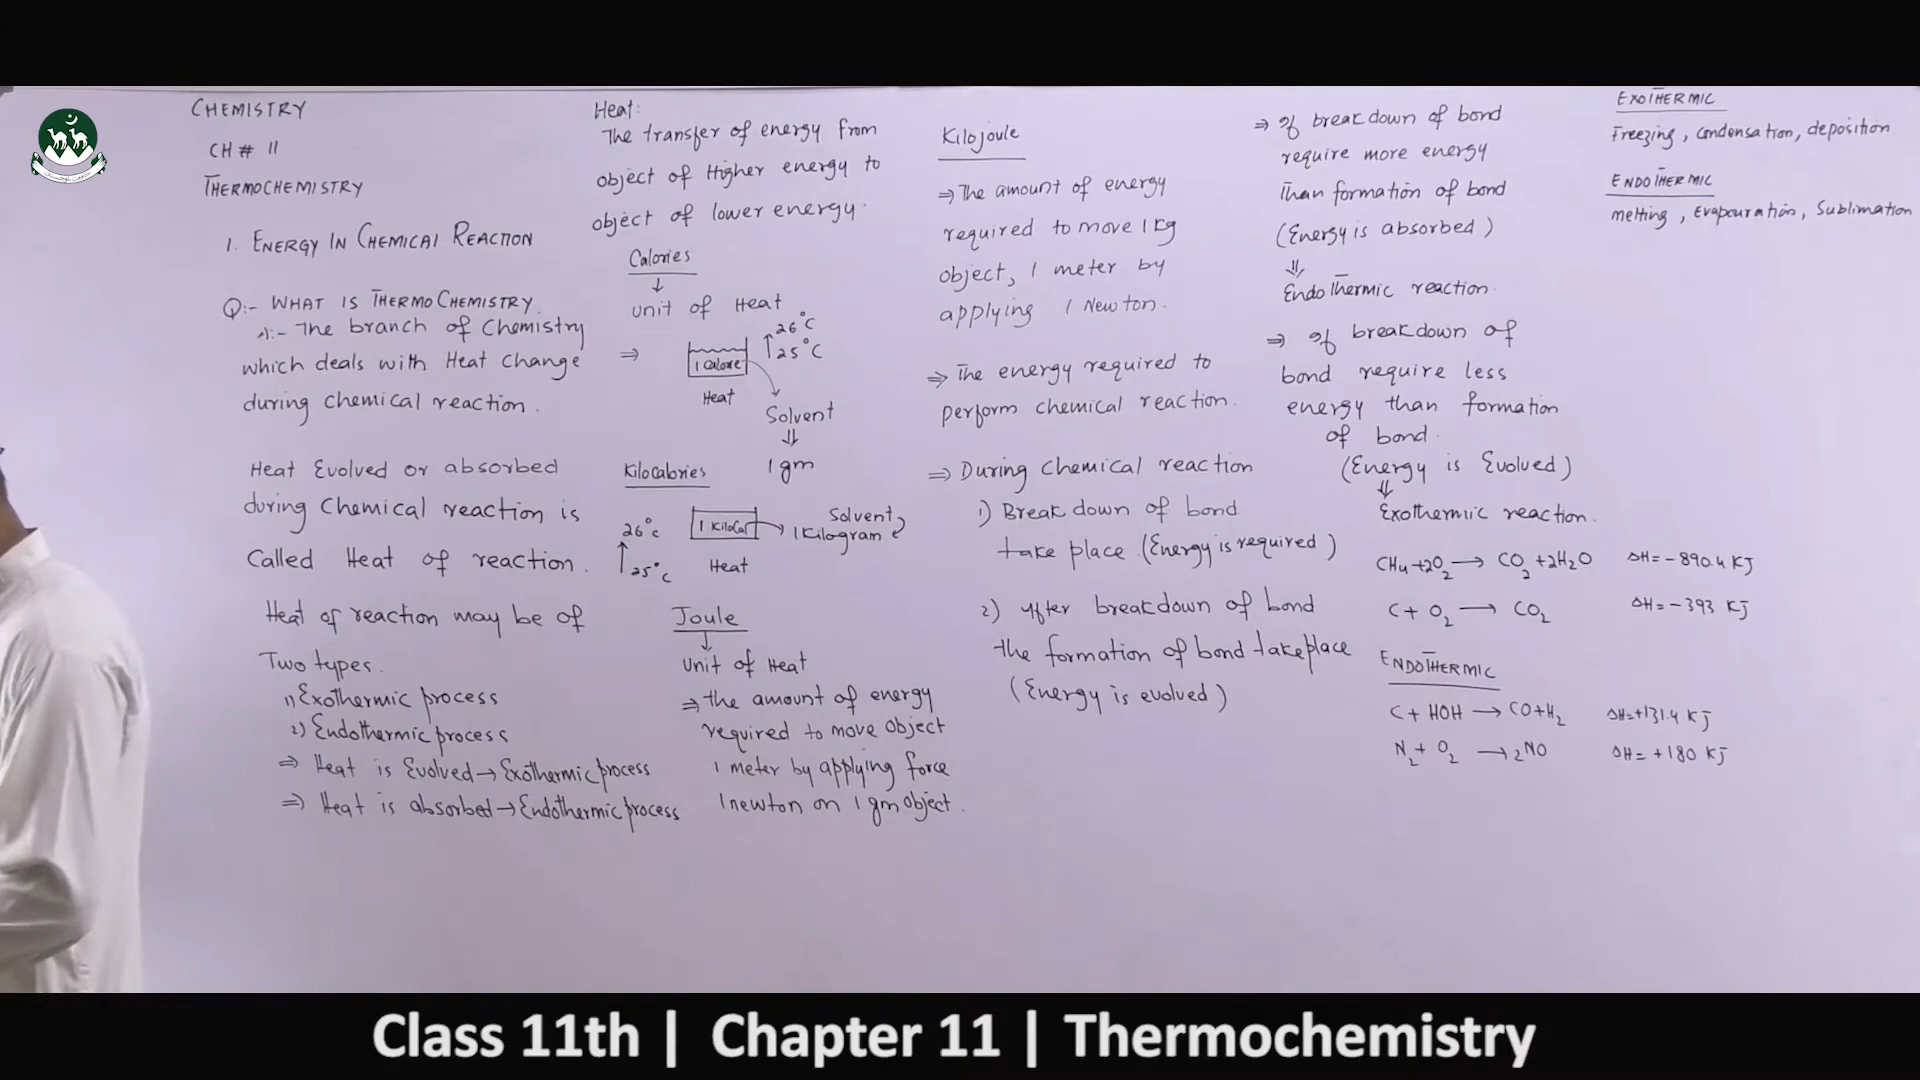 CHEMISTRY
CH # 11
THERMOCHEMISTRY
1. ENERGY IN CHEMICAL REACTION
Q:- WHAT IS THERMOCHEMISTRY.
A:- The branch of Chemistry
which deals with Heat Change
during chemical reaction.
Heat Evolved or absorbed
during Chemical reaction is
Called Heat of reaction.
Heat of reaction may be of
Two types.
1) Exothermic process
2) Endothermic process
⇒ Heat is Evolved → Exothermic process
⇒ Heat is absorbed → Endothermic process
Heat:
The transfer of energy from
object of Higher energy to
object of lower energy.
Calories
↓
unit of Heat
⇒ 1 Calorie ↑ 26°C
25°C
Heat
Solvent
⇓
1 gm
Kilocalories
26°C
↑ 25°C
1 KiloCal → Solvent
1 Kilogram
Heat
Joule
↓
Unit of Heat
⇒ the amount of energy
required to move object
1 meter by applying force
1 newton on 1 gm object.
Kilojoule
⇒ The amount of energy
required to move 1 Kg
object, 1 meter by
applying 1 Newton.
⇒ The energy required to
perform chemical reaction.
⇒ During Chemical reaction
1) Break down of bond
take place (Energy is required)
2) After breakdown of bond
the formation of bond take place
(Energy is evolved)
⇒ If break down of bond
require more energy
Than formation of bond
(Energy is absorbed)
⇓
Endothermic reaction.
⇒ If breakdown of
bond require less
energy than formation
of bond.
(Energy is Evolved)
⇓
Exothermic reaction.
CH4 + 2O2 → CO2 + 2H2O ΔH = -890.4 KJ
C + O2 → CO2 ΔH = -393 KJ
ENDOTHERMIC
C + HOH → CO + H2 ΔH = +131.4 KJ
N2 + O2 → 2NO ΔH = +180 KJ
EXOTHERMIC
Freezing, Condensation, deposition
ENDOTHERMIC
melting, Evapouration, Sublimation
Class 11th | Chapter 11 | Thermochemistry